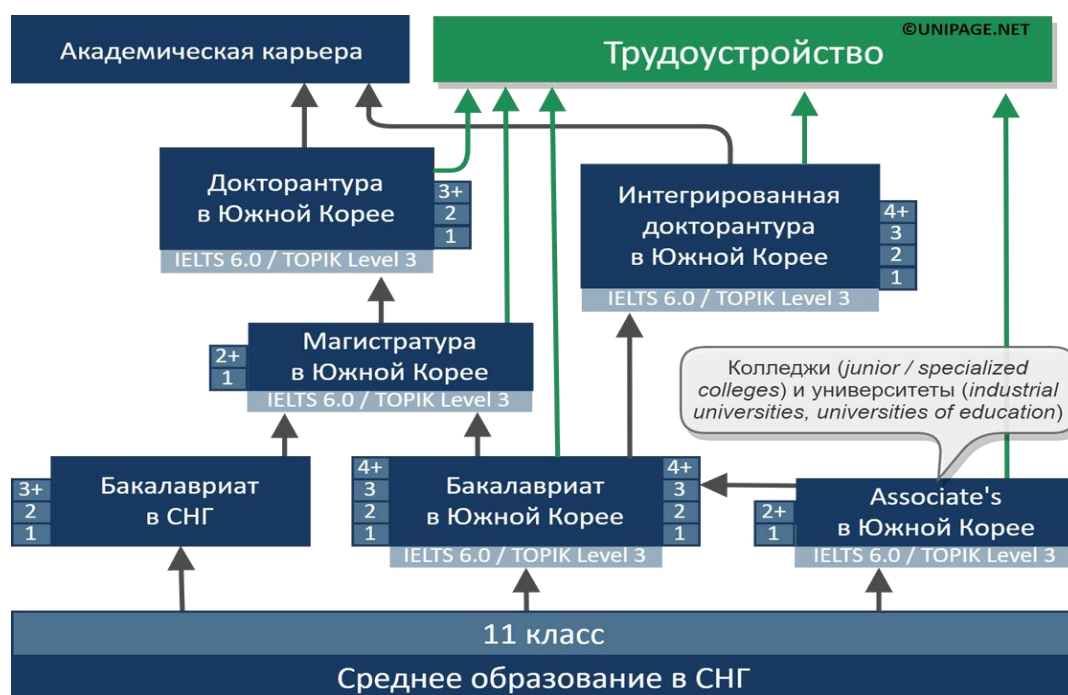 ©UNIPAGE.NET
Академическая карьера
Трудоустройство
Докторантура
в Южной Корее
3+
2
1
IELTS 6.0 / TOPIK Level 3
Интегрированная
докторантура
в Южной Корее
4+
3
2
1
IELTS 6.0 / TOPIK Level 3
2+
1
Магистратура
в Южной Корее
IELTS 6.0 / TOPIK Level 3
Колледжи (junior / specialized
colleges) и университеты (industrial
universities, universities of education)
3+
2
1
Бакалавриат
в СНГ
4+
3
2
1
Бакалавриат
в Южной Корее
4+
3
2
1
IELTS 6.0 / TOPIK Level 3
2+
1
Associate's
в Южной Корее
IELTS 6.0 / TOPIK Level 3
11 класс
Среднее образование в СНГ